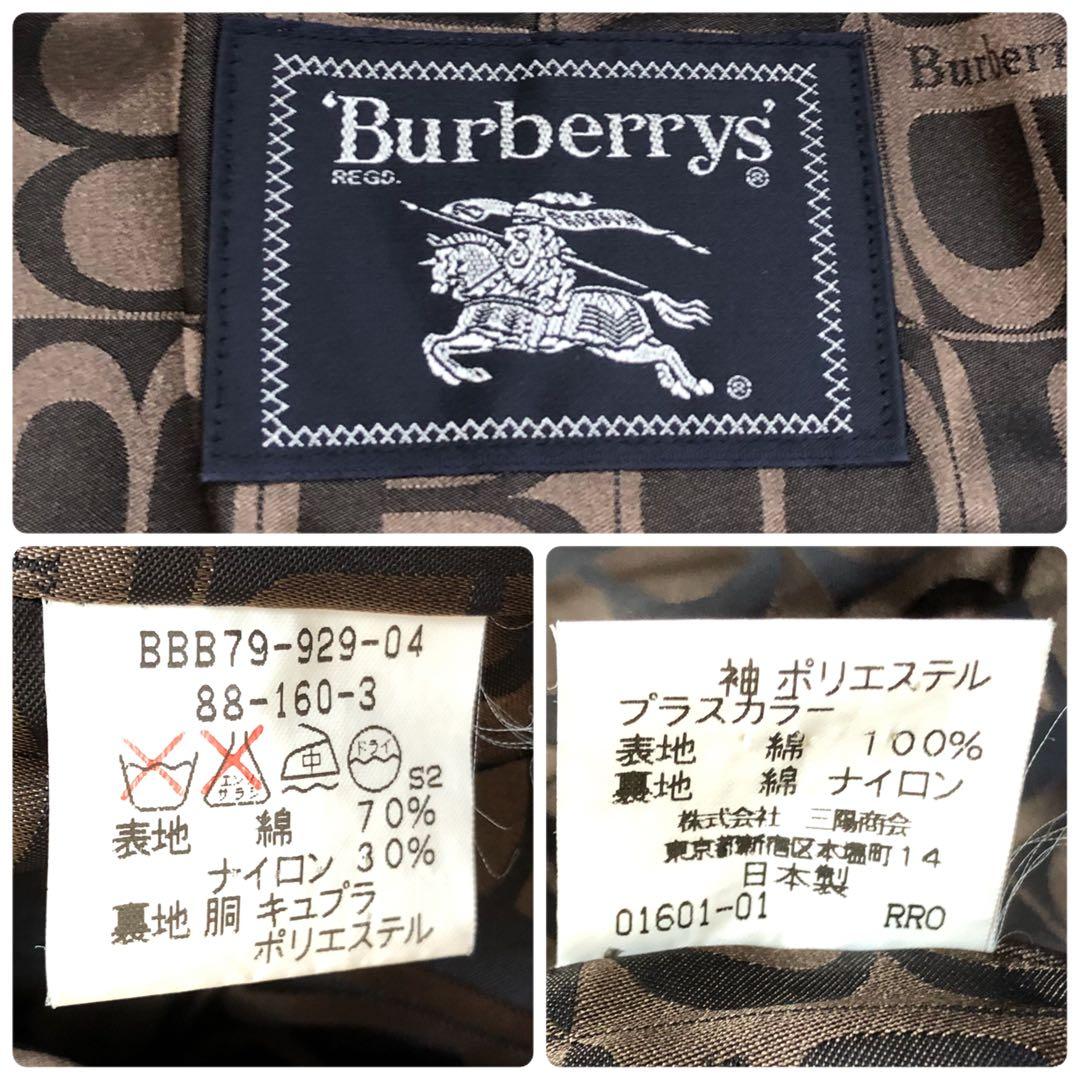 Burberr
'Burberrys'
REGD.
®
®
BBB79-929-04
88-160-3
エンソ
サラシ
中
ドライ
S2
表地 綿 70%
ナイロン 30%
裏地 胴 キュプラ
ポリエステル
袖 ポリエステル
プラスカラー
表地 綿 100%
裏地 綿 ナイロン
株式会社 三陽商会
東京都新宿区本塩町14
日本製
01601-01 RRO